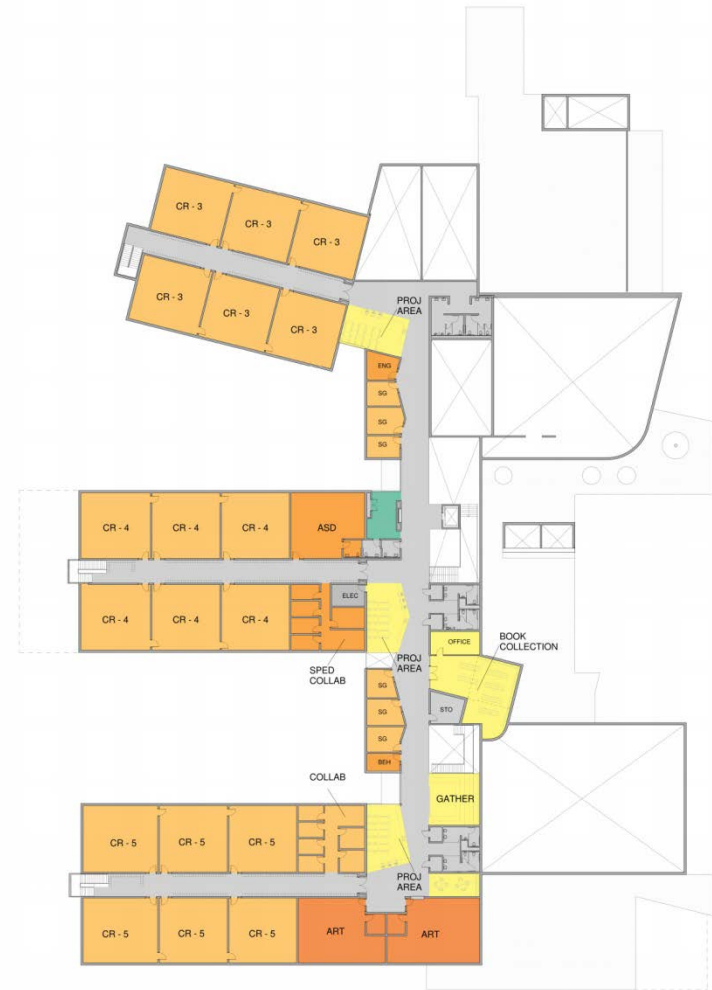 CR - 3
CR - 3
CR - 3
CR - 3
CR - 3
CR - 3
PROJ
AREA
ENG
SG
SG
SG
CR - 4
CR - 4
CR - 4
ASD
CR - 4
CR - 4
CR - 4
ELEC
SPED
COLLAB
PROJ
AREA
OFFICE
BOOK
COLLECTION
SG
SG
STO
SG
BEH
COLLAB
GATHER
CR - 5
CR - 5
CR - 5
PROJ
AREA
CR - 5
CR - 5
CR - 5
ART
ART